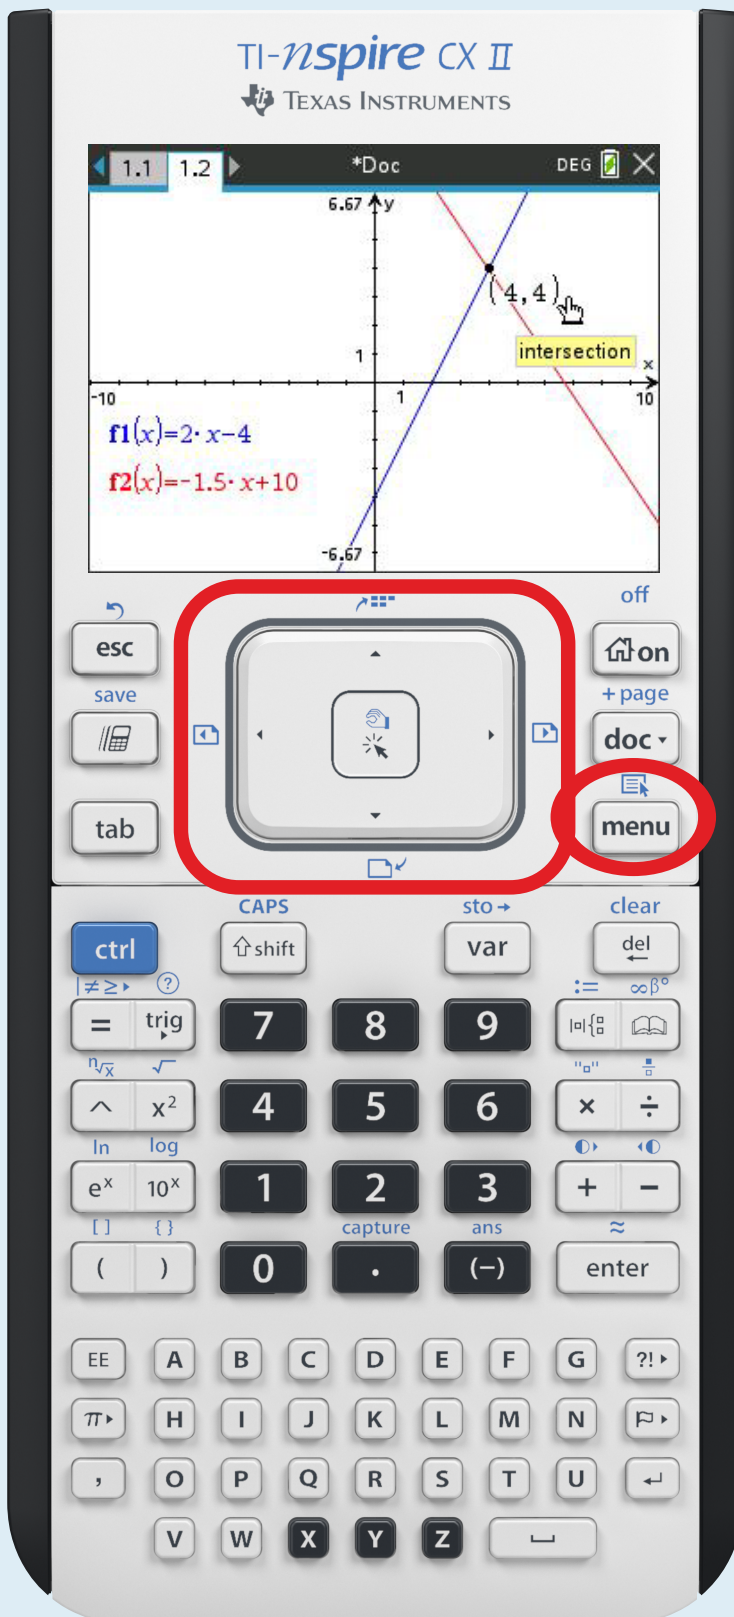 TI-nspire CX II
TEXAS INSTRUMENTS
1.1 1.2 *Doc DEG
6.67 y
(4,4)
intersection
1 x
-10 1 10
f1(x)=2·x−4
f2(x)=−1.5·x+10
-6.67
off
esc on
save + page
doc
tab menu
CAPS sto → clear
ctrl shift var del
|≠≥▸ ? := ∞β°
= trig 7 8 9
ⁿ√x √ "▫"
^ x² 4 5 6 × ÷
ln log
eˣ 10ˣ 1 2 3 + −
[ ] { } capture ans ≈
( ) 0 . (−) enter
EE A B C D E F G ?!▸
π▸ H I J K L M N
, O P Q R S T U
V W X Y Z